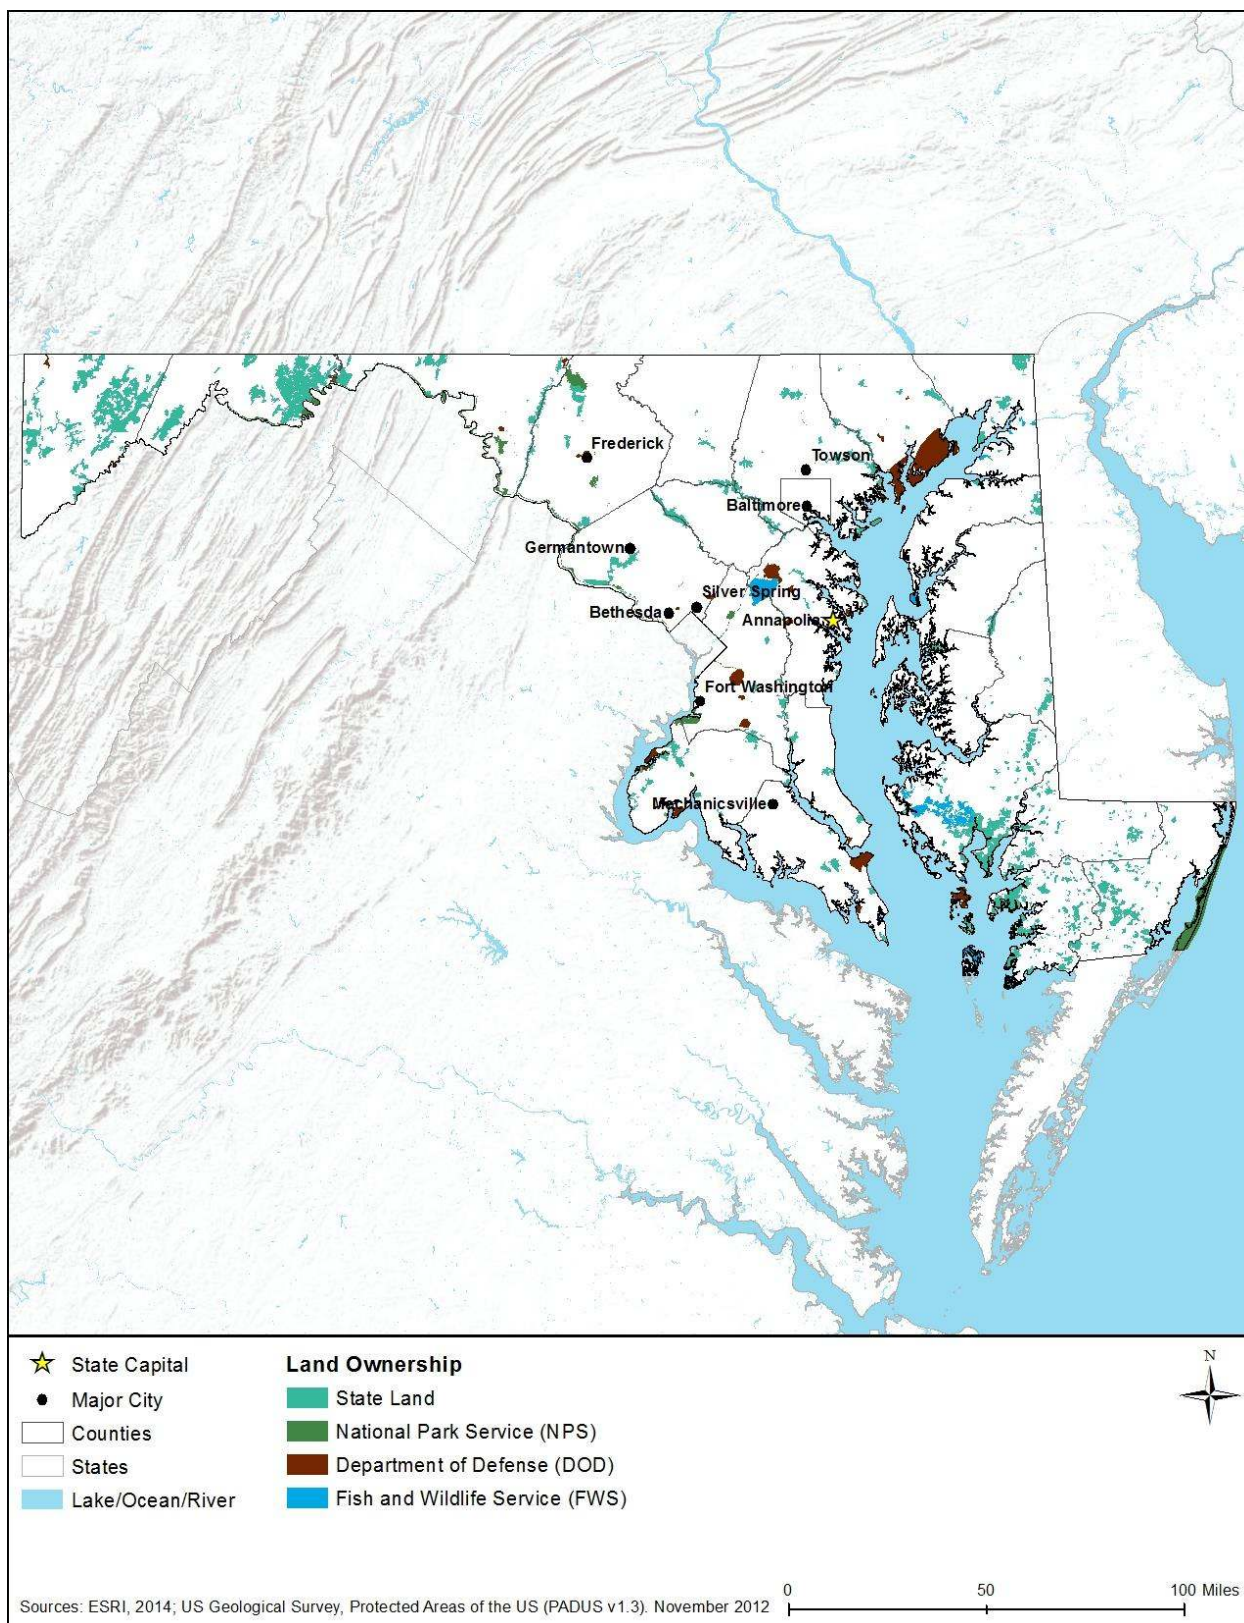 Frederick
Towson
Baltimore
Germantown
Silver Spring
Bethesda
Annapolis
Fort Washington
Mechanicsville
State Capital
Major City
Counties
States
Lake/Ocean/River
Land Ownership
State Land
National Park Service (NPS)
Department of Defense (DOD)
Fish and Wildlife Service (FWS)
N
0 50 100 Miles
Sources: ESRI, 2014; US Geological Survey, Protected Areas of the US (PADUS v1.3). November 2012